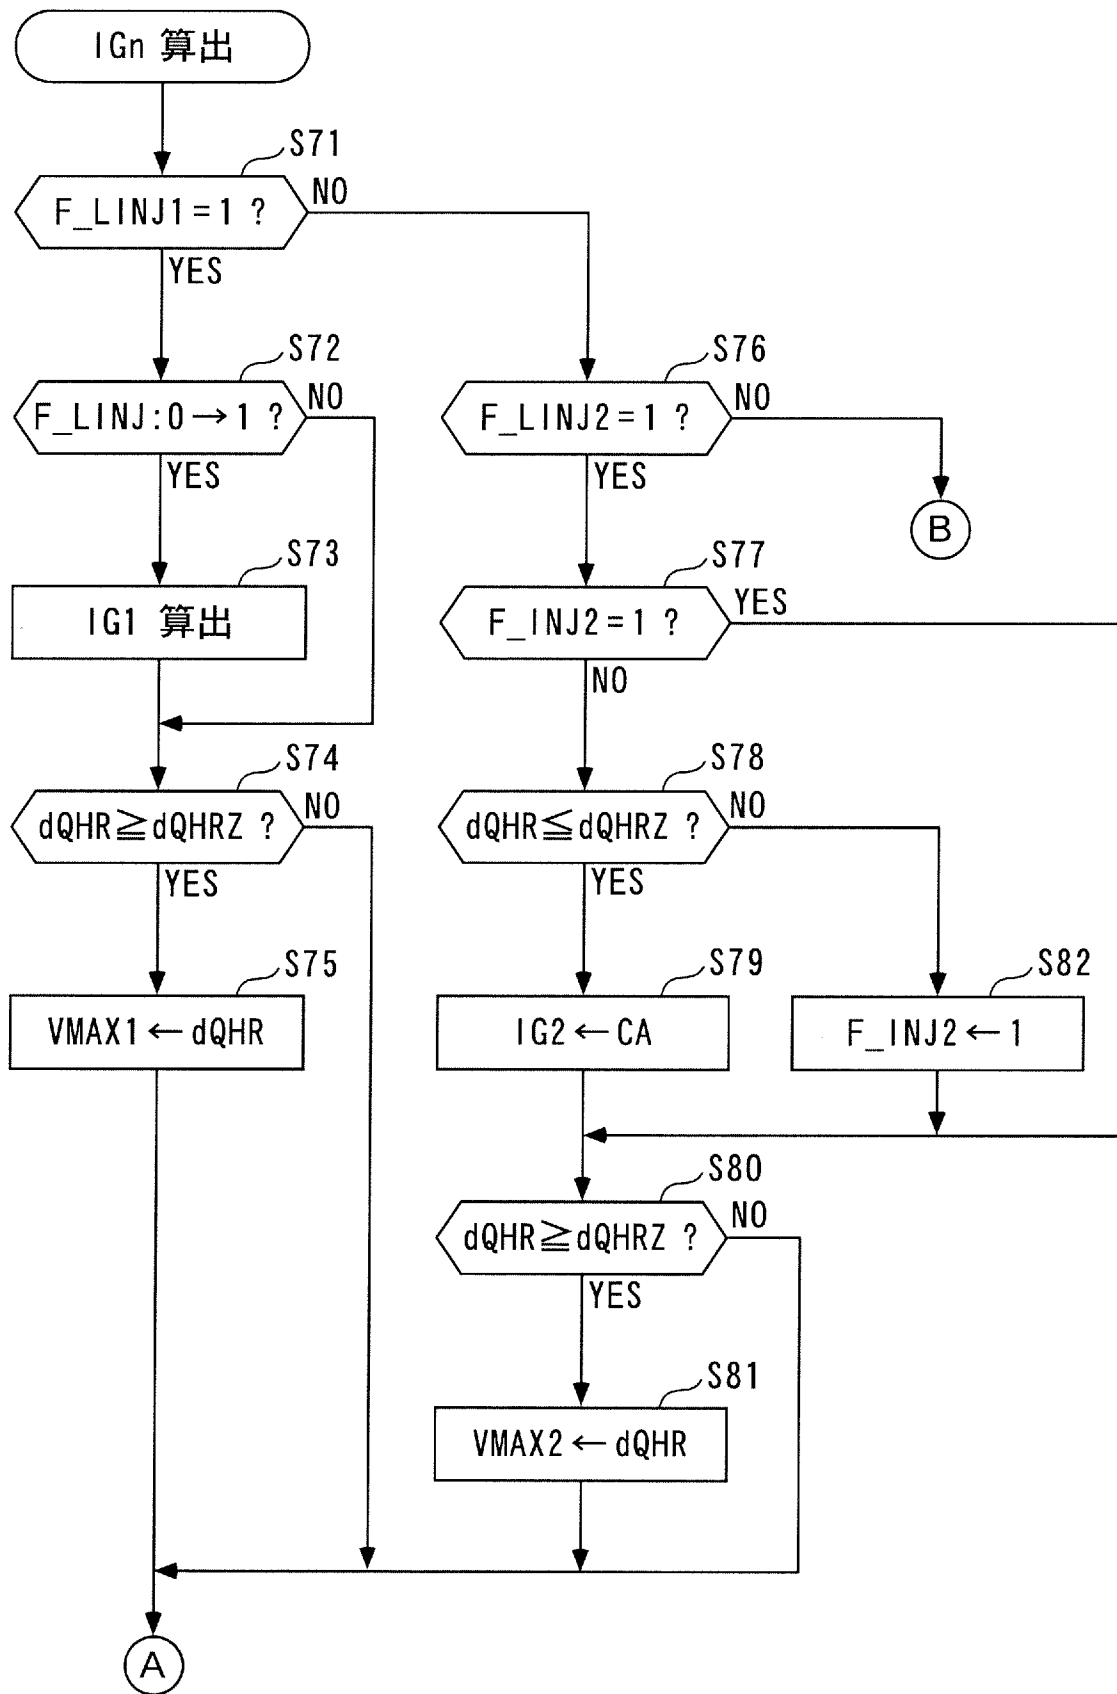 IGn 算出
S71
F_LINJ1=1 ?
NO
YES
S72
F_LINJ:0→1 ?
NO
YES
S73
IG1 算出
S74
dQHR≧dQHRZ ?
NO
YES
S75
VMAX1←dQHR
S76
F_LINJ2=1 ?
NO
YES
B
S77
F_INJ2=1 ?
YES
NO
S78
dQHR≦dQHRZ ?
NO
YES
S79
IG2←CA
S82
F_INJ2←1
S80
dQHR≧dQHRZ ?
NO
YES
S81
VMAX2←dQHR
A